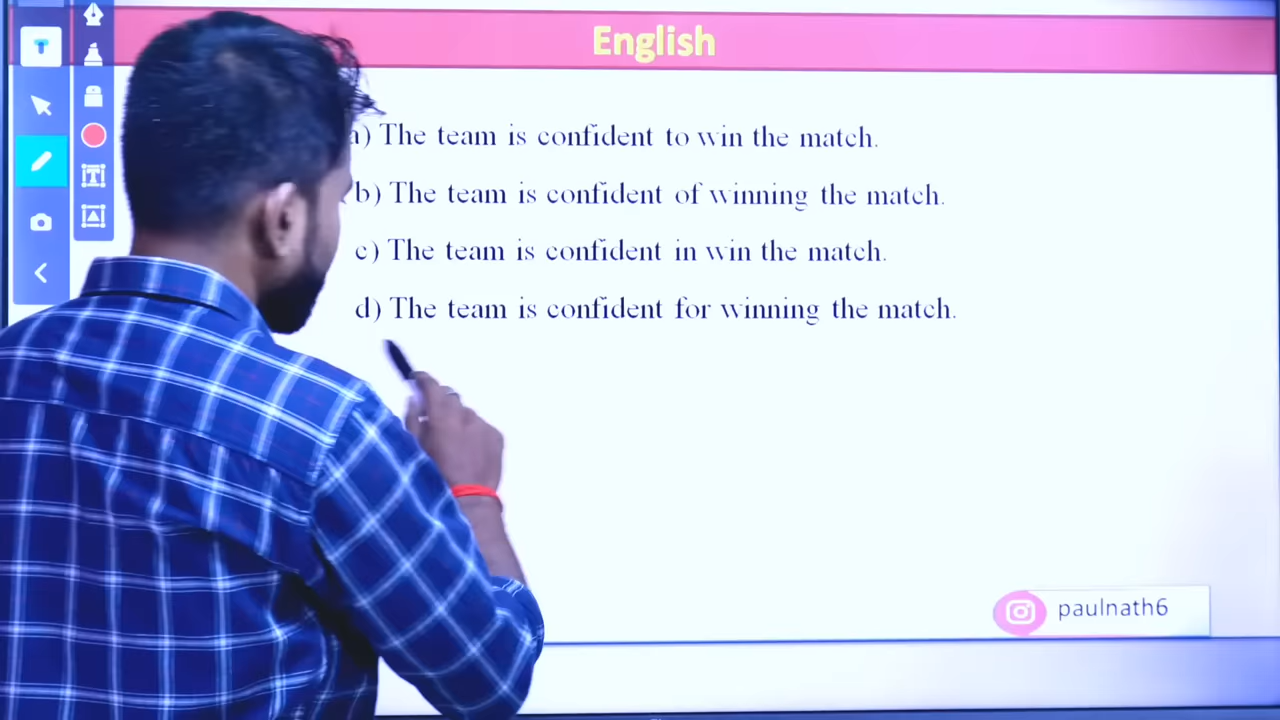 English
a) The team is confident to win the match.
b) The team is confident of winning the match.
c) The team is confident in win the match.
d) The team is confident for winning the match.
paulnath6